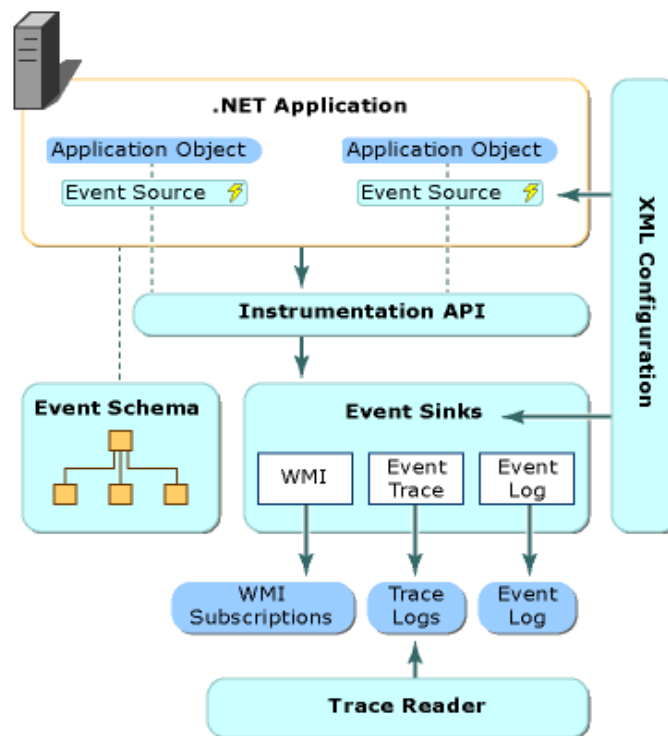 .NET Application
Application Object
Application Object
Event Source
Event Source
XML Configuration
Instrumentation API
Event Schema
Event Sinks
WMI
Event
Trace
Event
Log
WMI
Subscriptions
Trace
Logs
Event
Log
Trace Reader